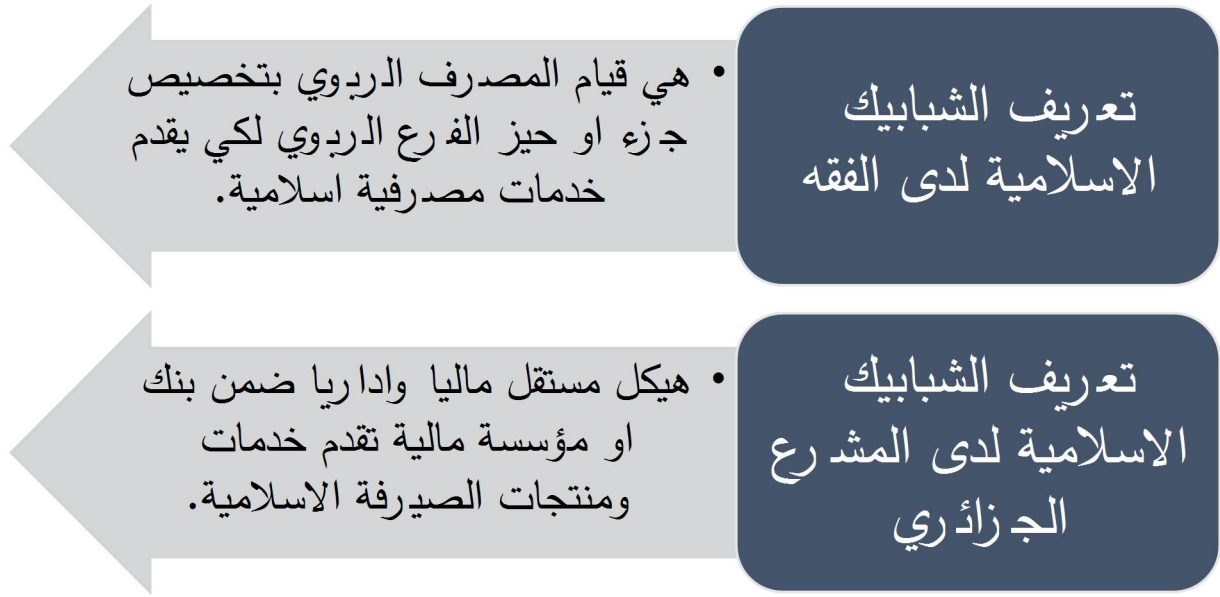 تعريف الشبابيك
الاسلامية لدى الفقه
• هي قيام المصرف الربوي بتخصيص
جزء او حيز الفرع الربوي لكي يقدم
خدمات مصرفية اسلامية.
تعريف الشبابيك
الاسلامية لدى المشرع
الجزائري
• هيكل مستقل ماليا واداريا ضمن بنك
او مؤسسة مالية تقدم خدمات
ومنتجات الصيرفة الاسلامية.